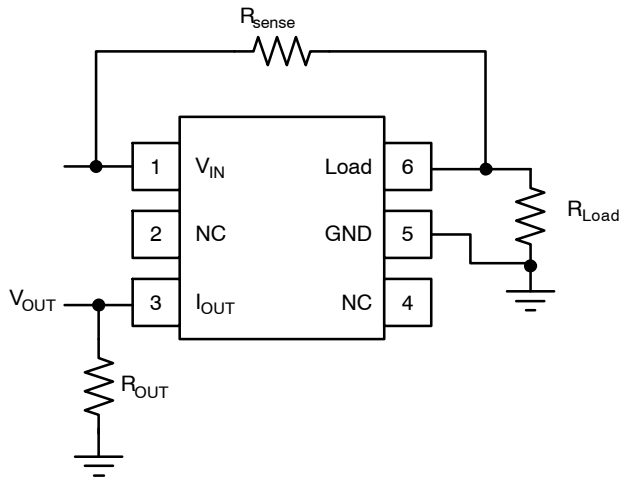 Rsense
1 VIN Load 6
2 NC GND 5
RLoad
VOUT 3 IOUT NC 4
ROUT